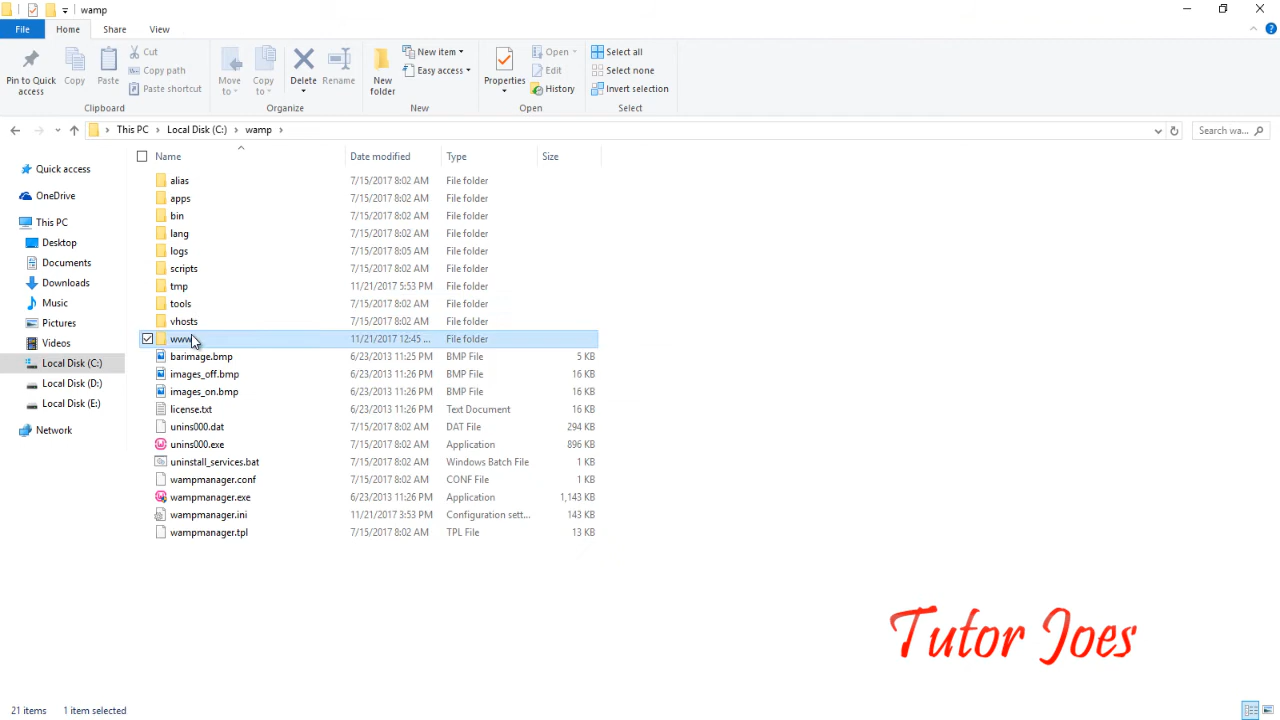 wamp
File Home Share View
Pin to Quick access
Copy
Paste
Cut
Copy path
Paste shortcut
Clipboard
Move to
Copy to
Delete
Rename
Organize
New folder
New item
Easy access
New
Properties
Open
Edit
History
Open
Select all
Select none
Invert selection
Select
This PC Local Disk (C:) wamp
Search wa...
Quick access
OneDrive
This PC
Desktop
Documents
Downloads
Music
Pictures
Videos
Local Disk (C:)
Local Disk (D:)
Local Disk (E:)
Network
Name Date modified Type Size
alias 7/15/2017 8:02 AM File folder
apps 7/15/2017 8:02 AM File folder
bin 7/15/2017 8:02 AM File folder
lang 7/15/2017 8:02 AM File folder
logs 7/15/2017 8:05 AM File folder
scripts 7/15/2017 8:02 AM File folder
tmp 11/21/2017 5:53 PM File folder
tools 7/15/2017 8:02 AM File folder
vhosts 7/15/2017 8:02 AM File folder
www 11/21/2017 12:45 ... File folder
barimage.bmp 6/23/2013 11:25 PM BMP File 5 KB
images_off.bmp 6/23/2013 11:26 PM BMP File 16 KB
images_on.bmp 6/23/2013 11:26 PM BMP File 16 KB
license.txt 6/23/2013 11:26 PM Text Document 16 KB
unins000.dat 7/15/2017 8:02 AM DAT File 294 KB
unins000.exe 7/15/2017 8:02 AM Application 896 KB
uninstall_services.bat 7/15/2017 8:02 AM Windows Batch File 1 KB
wampmanager.conf 7/15/2017 8:02 AM CONF File 1 KB
wampmanager.exe 6/23/2013 11:26 PM Application 1,143 KB
wampmanager.ini 11/21/2017 3:53 PM Configuration sett... 143 KB
wampmanager.tpl 7/15/2017 8:02 AM TPL File 13 KB
Tutor Joes
21 items 1 item selected